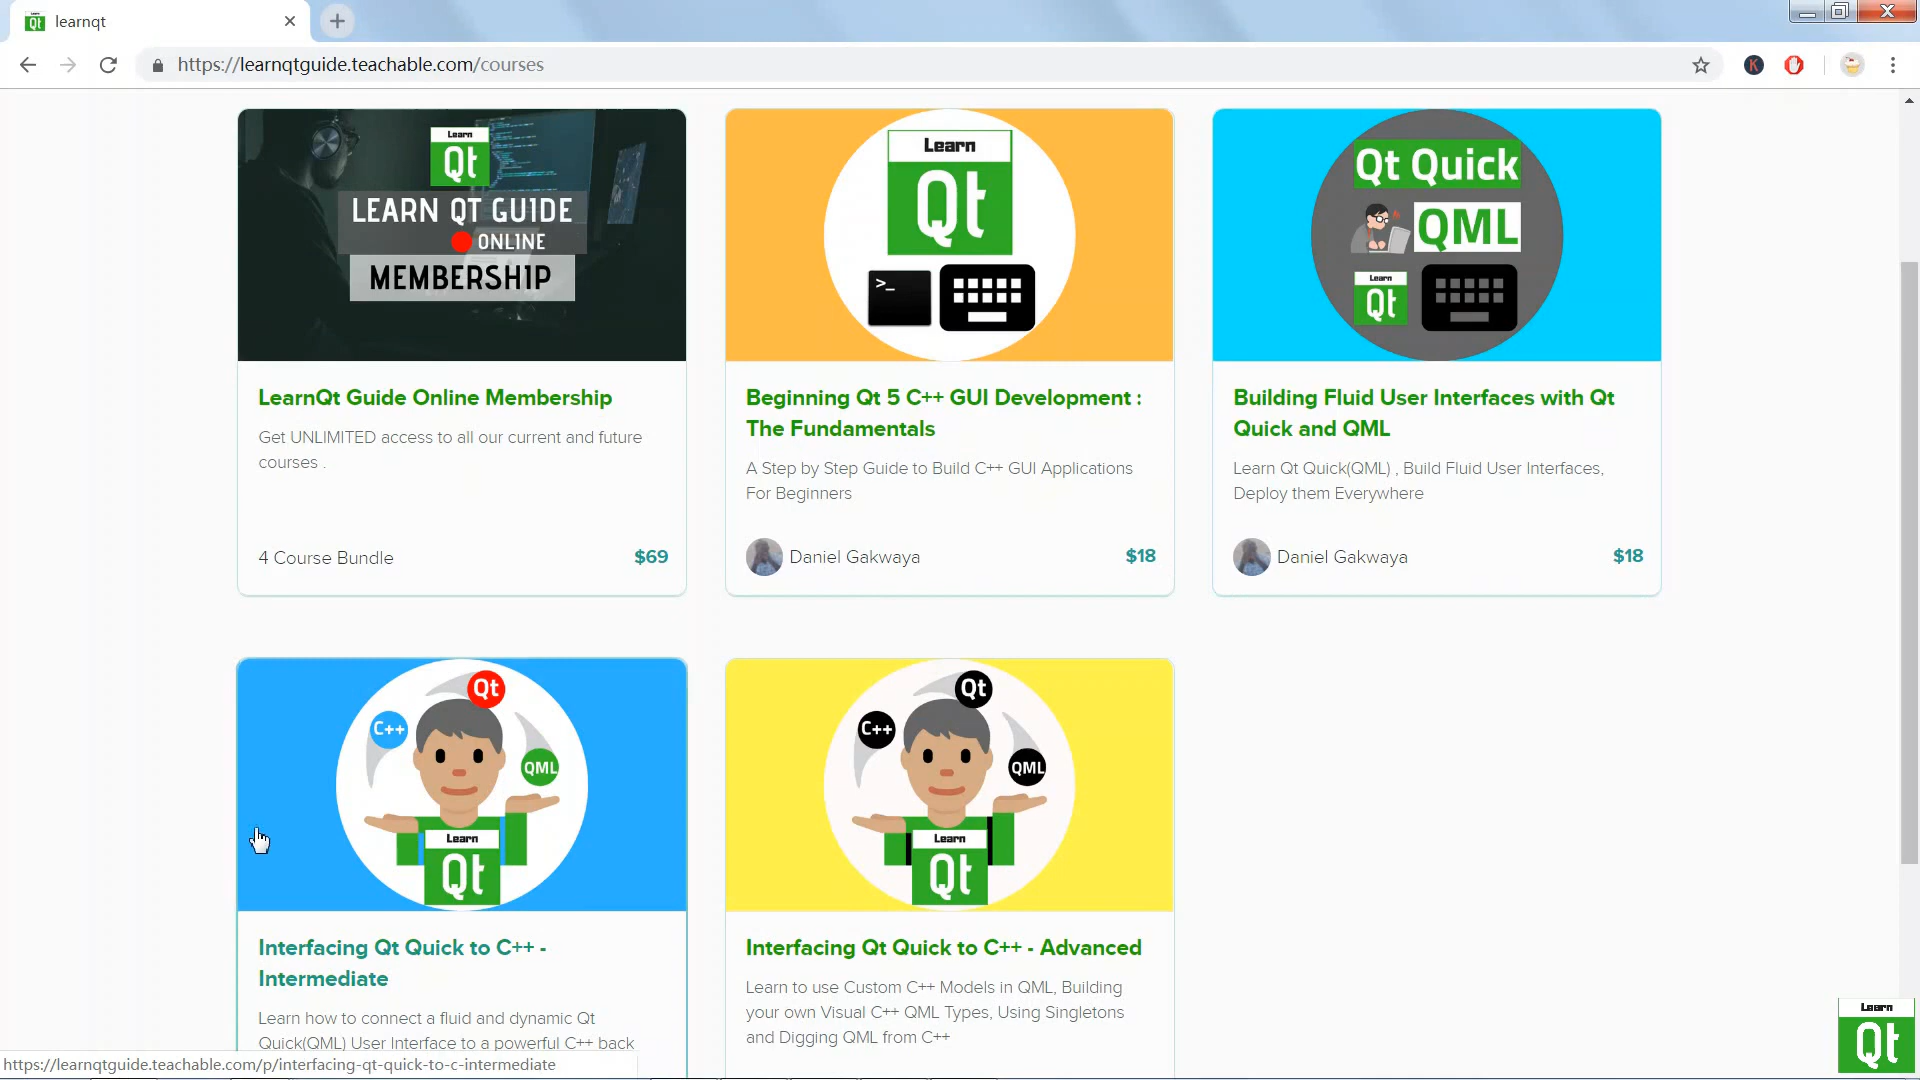 learnqt
https://learnqtguide.teachable.com/courses
K
Learn
Qt
LEARN QT GUIDE
ONLINE
MEMBERSHIP
LearnQt Guide Online Membership
Get UNLIMITED access to all our current and future
courses .
4 Course Bundle
$69
Learn
Qt
>_
Beginning Qt 5 C++ GUI Development :
The Fundamentals
A Step by Step Guide to Build C++ GUI Applications
For Beginners
Daniel Gakwaya
$18
Qt Quick
QML
Learn
Qt
Building Fluid User Interfaces with Qt
Quick and QML
Learn Qt Quick(QML) , Build Fluid User Interfaces,
Deploy them Everywhere
Daniel Gakwaya
$18
Qt
C++
QML
Learn
Qt
Interfacing Qt Quick to C++ -
Intermediate
Learn how to connect a fluid and dynamic Qt
Quick(QML) User Interface to a powerful C++ back
Qt
C++
QML
Learn
Qt
Interfacing Qt Quick to C++ - Advanced
Learn to use Custom C++ Models in QML, Building
your own Visual C++ QML Types, Using Singletons
and Digging QML from C++
Learn
Qt
https://learnqtguide.teachable.com/p/interfacing-qt-quick-to-c-intermediate